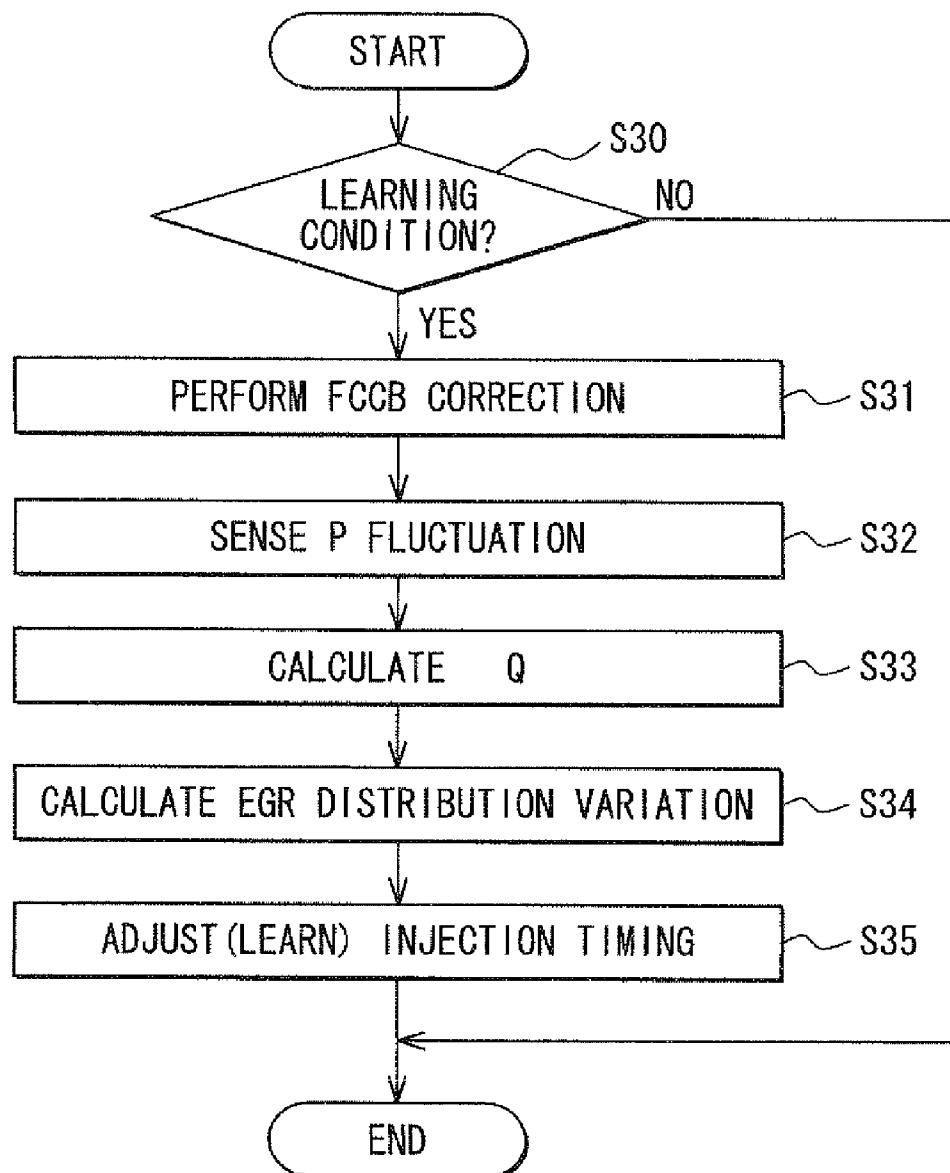 START
S30
LEARNING
CONDITION?
NO
YES
PERFORM FCCB CORRECTION
S31
SENSE P FLUCTUATION
S32
CALCULATE Q
S33
CALCULATE EGR DISTRIBUTION VARIATION
S34
ADJUST(LEARN) INJECTION TIMING
S35
END